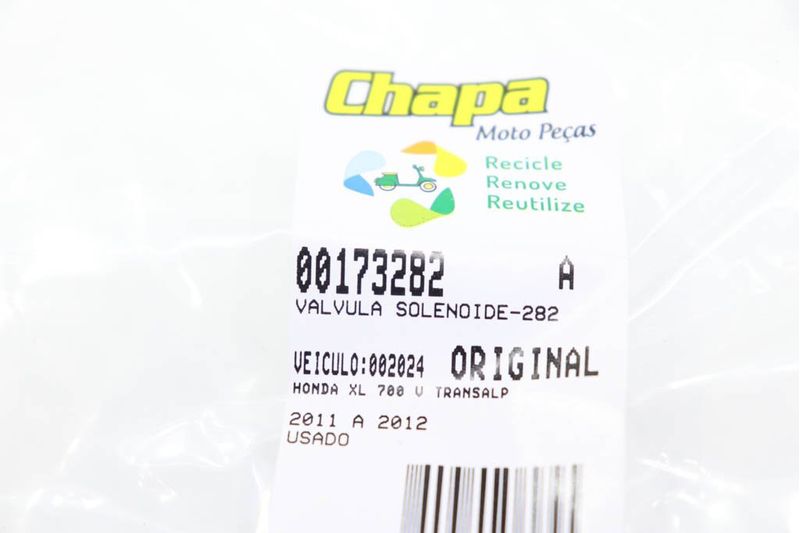 Chapa
Moto Peças
Recicle
Renove
Reutilize
00173282 A
VALVULA SOLENOIDE-282
VEICULO:002024 ORIGINAL
HONDA XL 700 V TRANSALP
2011 A 2012
USADO